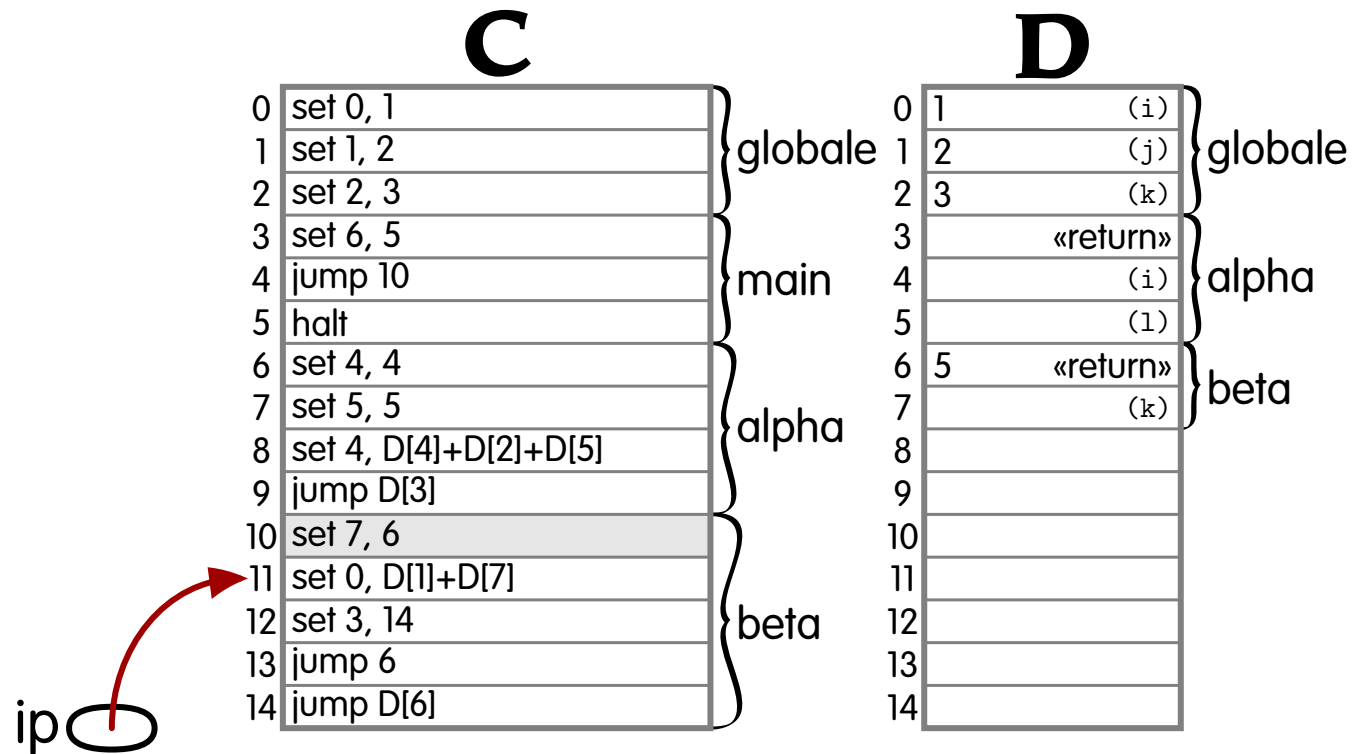 C
0 set 0, 1
1 set 1, 2
2 set 2, 3
globale
3 set 6, 5
4 jump 10
5 halt
main
6 set 4, 4
7 set 5, 5
8 set 4, D[4]+D[2]+D[5]
9 jump D[3]
alpha
10 set 7, 6
11 set 0, D[1]+D[7]
12 set 3, 14
13 jump 6
14 jump D[6]
beta
ip
D
0 1 (i)
1 2 (j)
2 3 (k)
globale
3 «return»
4 (i)
5 (l)
alpha
6 5 «return»
7 (k)
beta
8
9
10
11
12
13
14